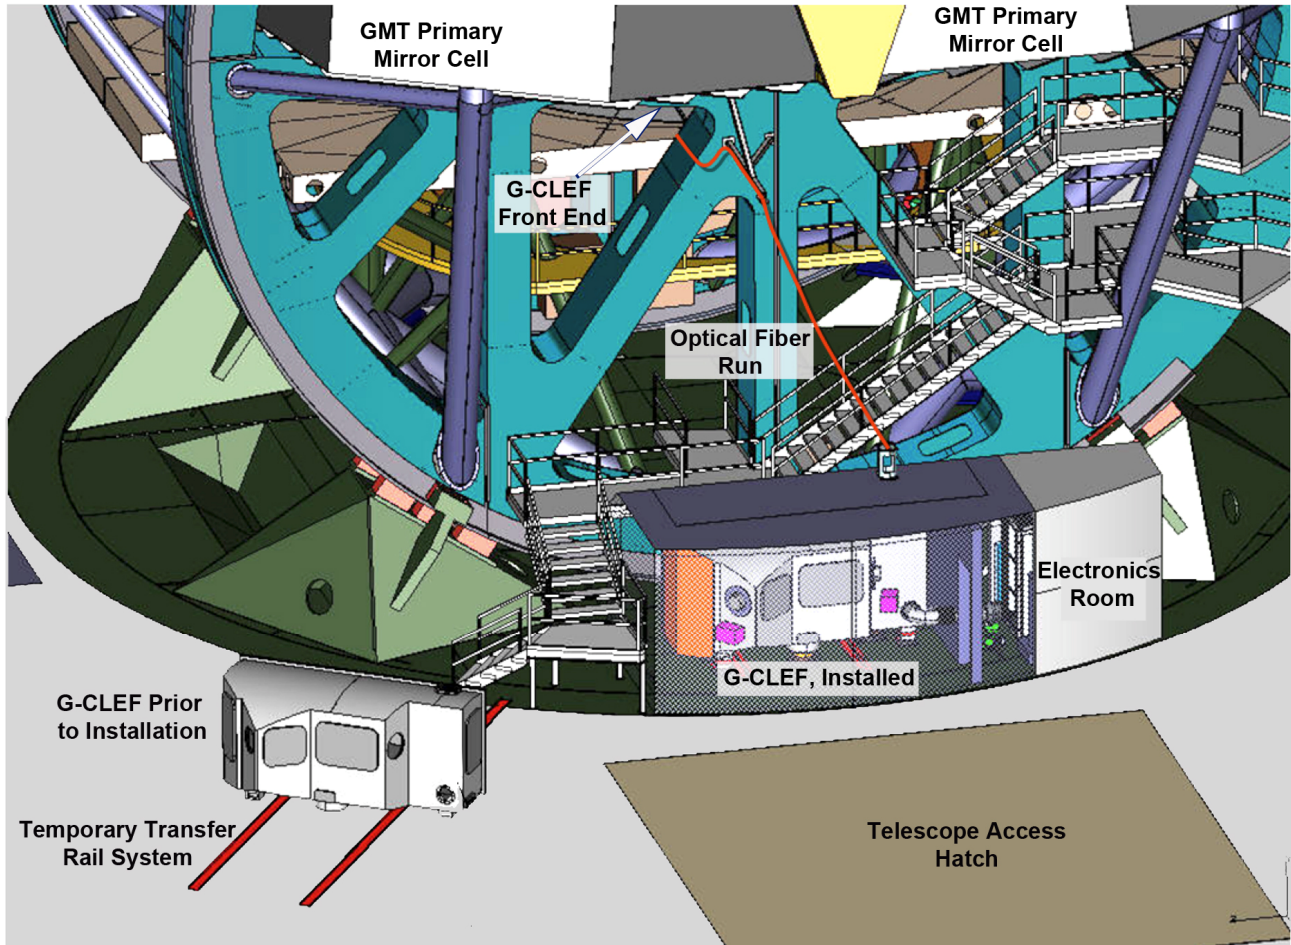 GMT Primary
Mirror Cell
GMT Primary
Mirror Cell
G-CLEF
Front End
Optical Fiber
Run
Electronics
Room
G-CLEF, Installed
G-CLEF Prior
to Installation
Temporary Transfer
Rail System
Telescope Access
Hatch